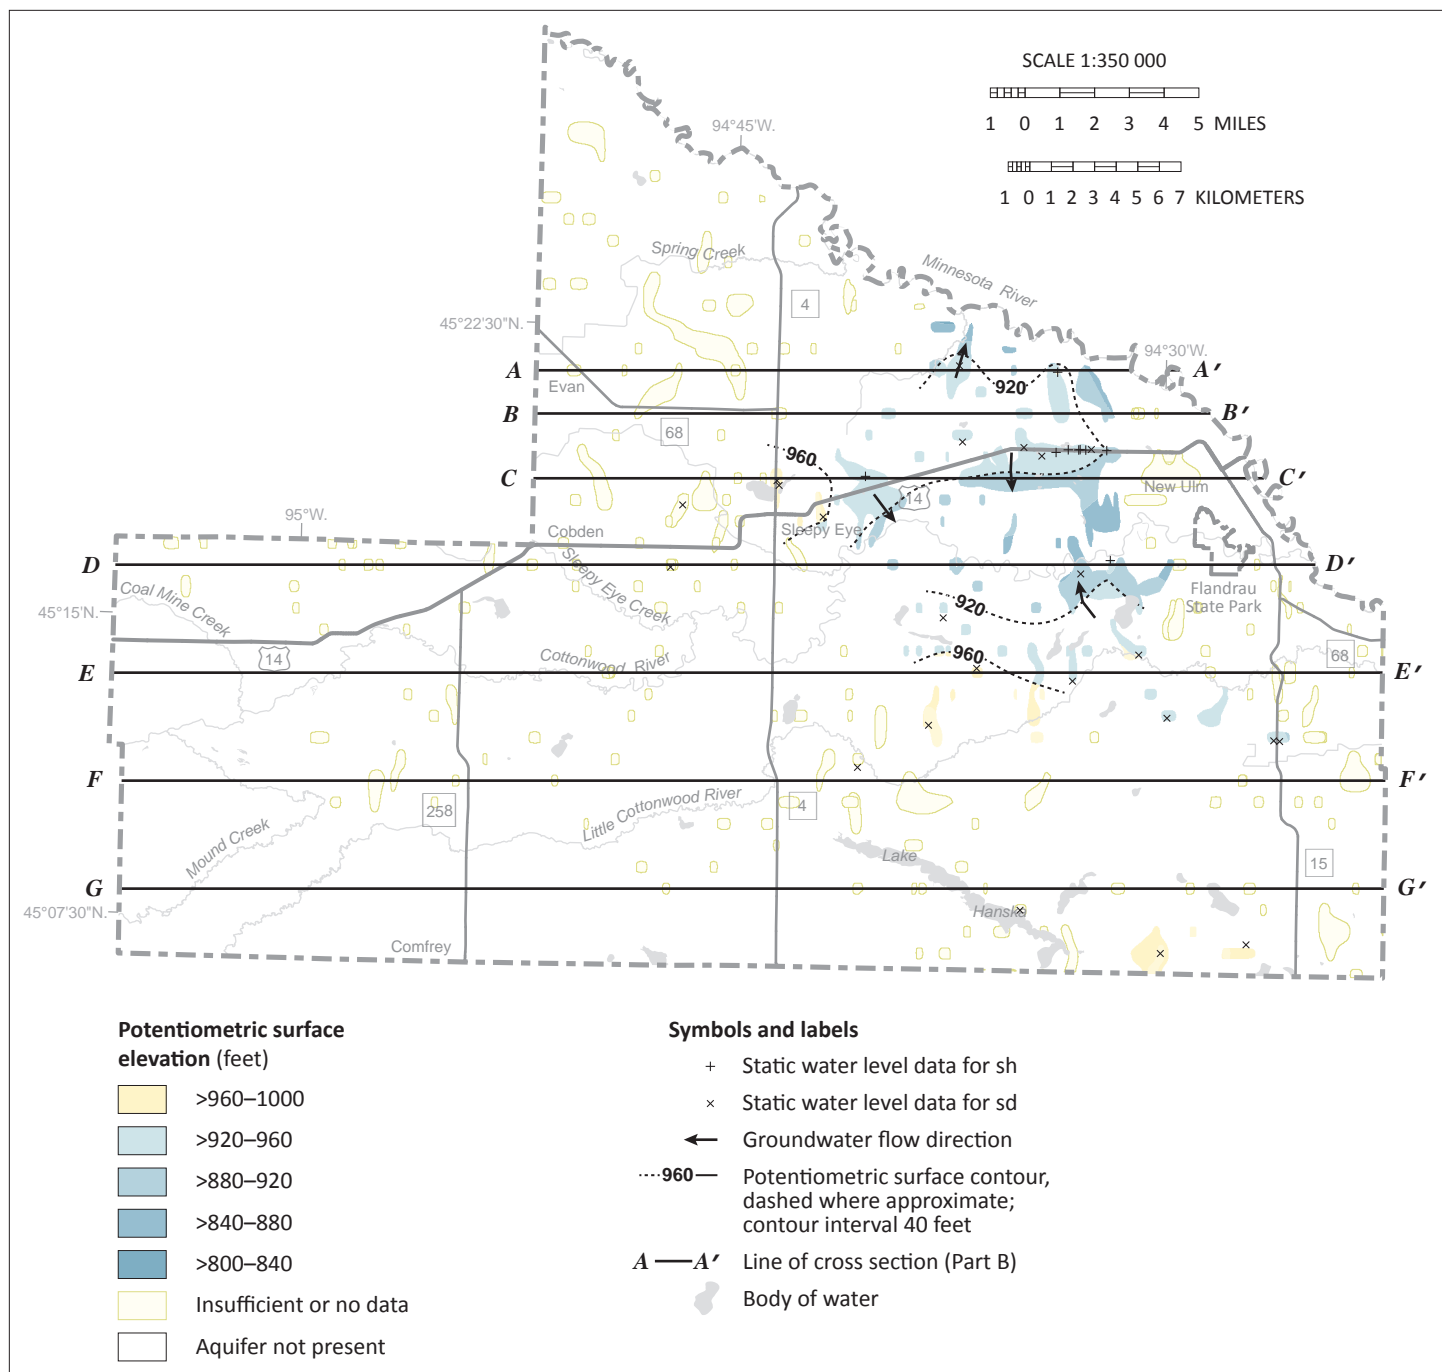 SCALE 1:350 000
1 0 1 2 3 4 5 MILES
1 0 1 2 3 4 5 6 7 KILOMETERS
94°45'W.
Spring Creek
Minnesota River
4
45°22'30"N.
94°30'W.
A
A′
Evan
920
B
B′
68
960
C
C′
14
New Ulm
95°W.
Cobden
Sleepy Eye
D
D′
Coal Mine Creek
Sleepy Eye Creek
Flandrau
State Park
45°15'N.
920
14
Cottonwood River
960
68
E
E′
F
F′
258
Little Cottonwood River
4
Mound Creek
Lake
15
G
G′
45°07'30"N.
Hanska
Comfrey
Potentiometric surface
elevation (feet)
>960–1000
>920–960
>880–920
>840–880
>800–840
Insufficient or no data
Aquifer not present
Symbols and labels
+ Static water level data for sh
× Static water level data for sd
Groundwater flow direction
960 Potentiometric surface contour,
dashed where approximate;
contour interval 40 feet
A A′ Line of cross section (Part B)
Body of water